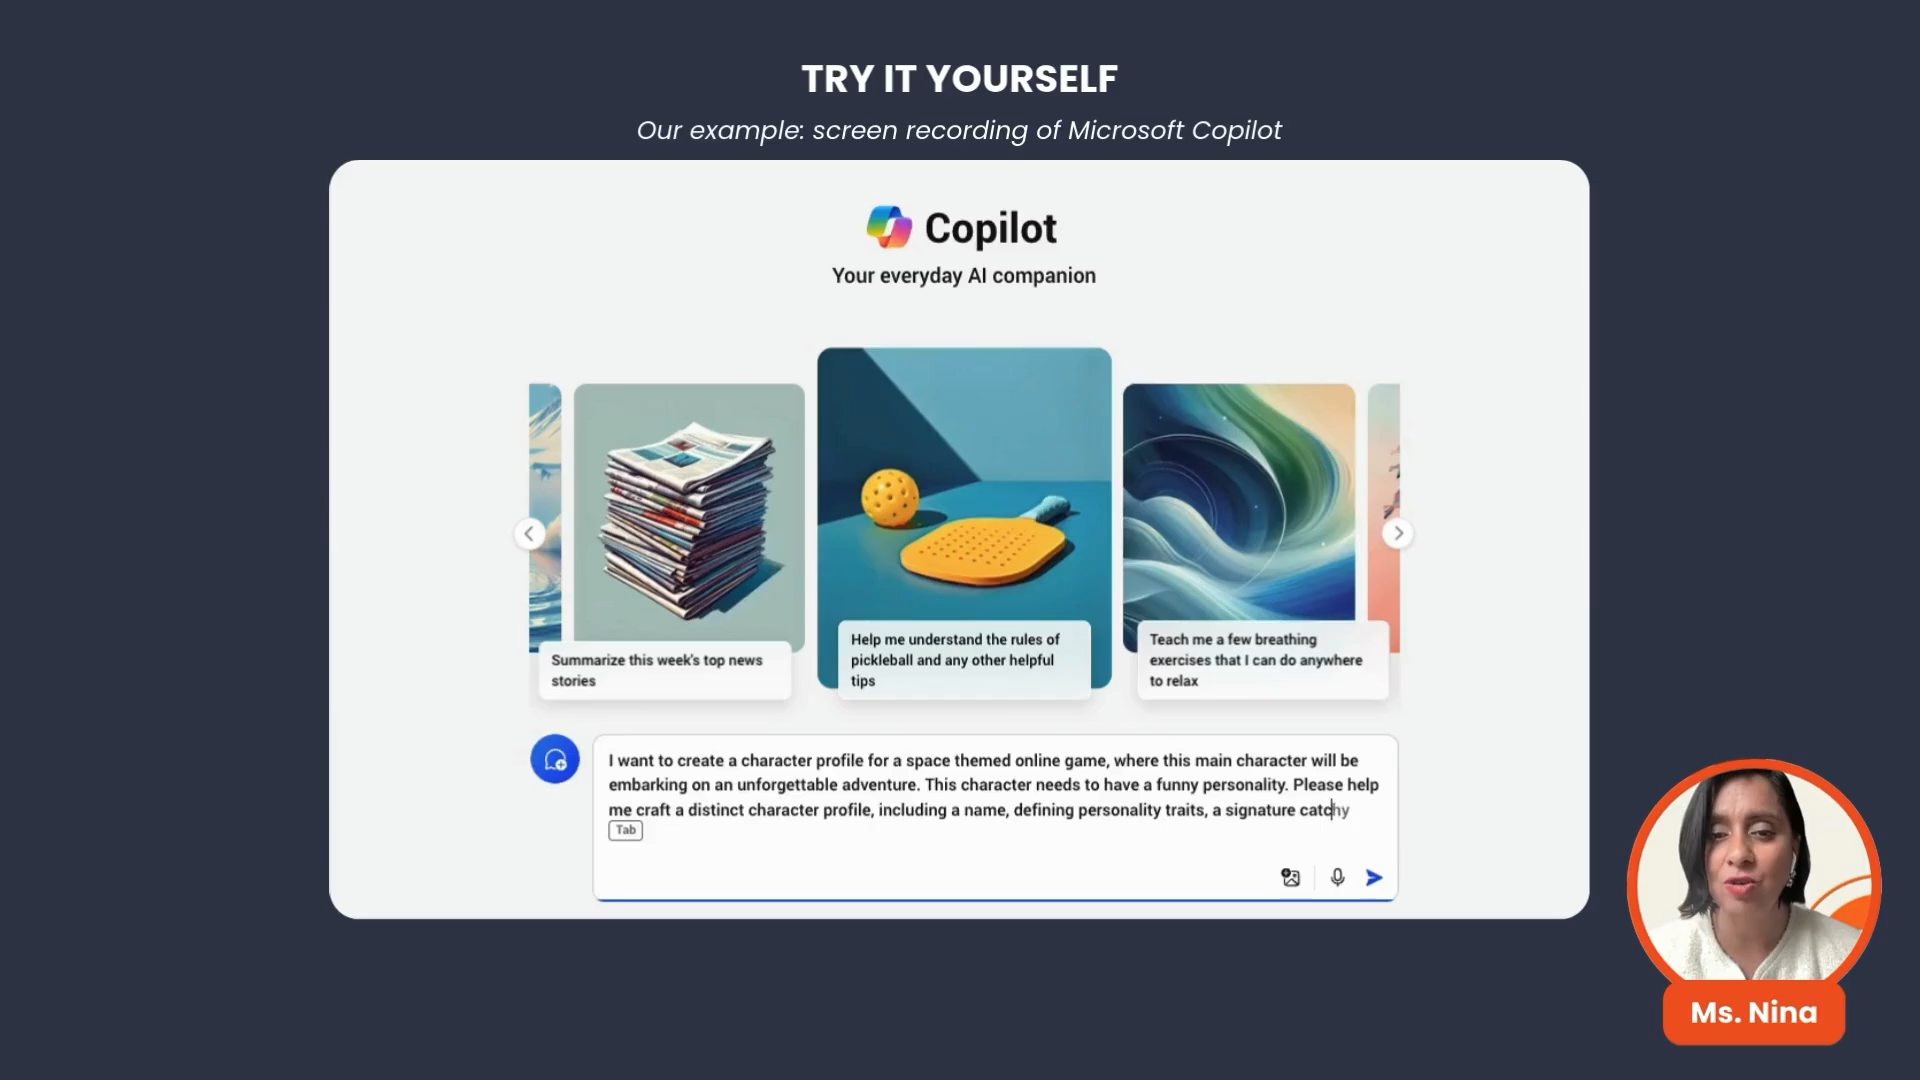 TRY IT YOURSELF
Our example: screen recording of Microsoft Copilot
Copilot
Your everyday AI companion
Summarize this week's top news
stories
Help me understand the rules of
pickleball and any other helpful
tips
Teach me a few breathing
exercises that I can do anywhere
to relax
I want to create a character profile for a space themed online game, where this main character will be
embarking on an unforgettable adventure. This character needs to have a funny personality. Please help
me craft a distinct character profile, including a name, defining personality traits, a signature catchy
Tab
Ms. Nina